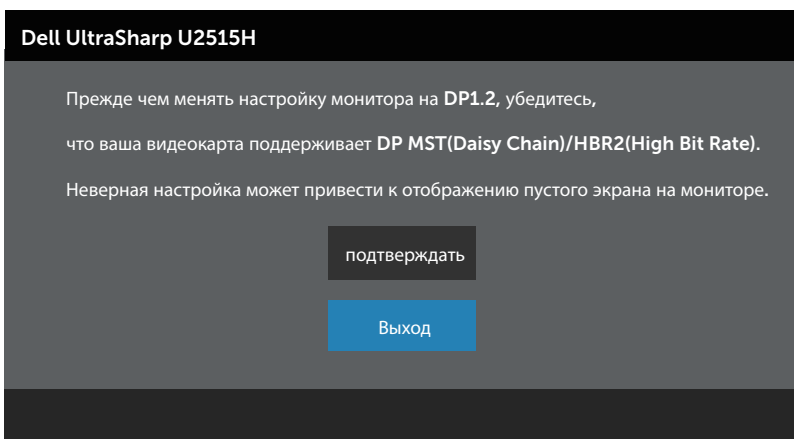 Dell UltraSharp U2515H
Прежде чем менять настройку монитора на DP1.2, убедитесь,
что ваша видеокарта поддерживает DP MST(Daisy Chain)/HBR2(High Bit Rate).
Неверная настройка может привести к отображению пустого экрана на мониторе.
подтверждать
Выход